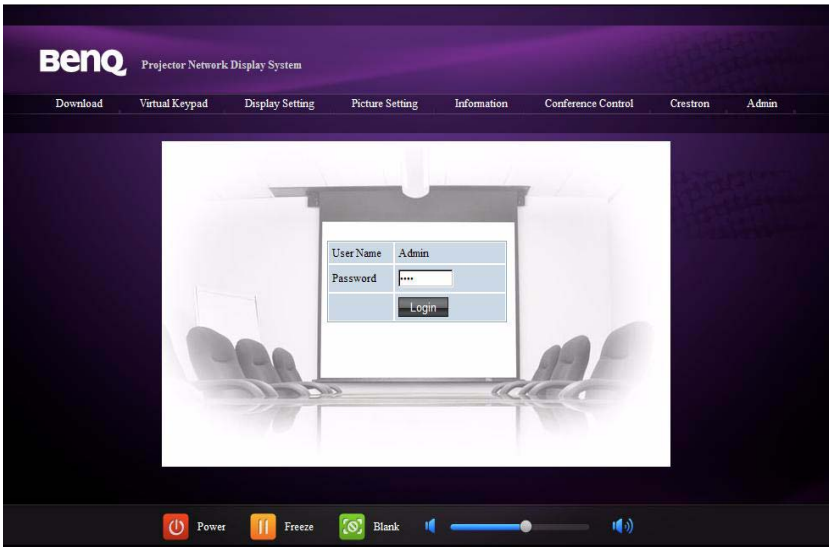 BenQ Projector Network Display System
Download Virtual Keypad Display Setting Picture Setting Information Conference Control Crestron Admin
User Name Admin
Password ••••
Login
Power Freeze Blank